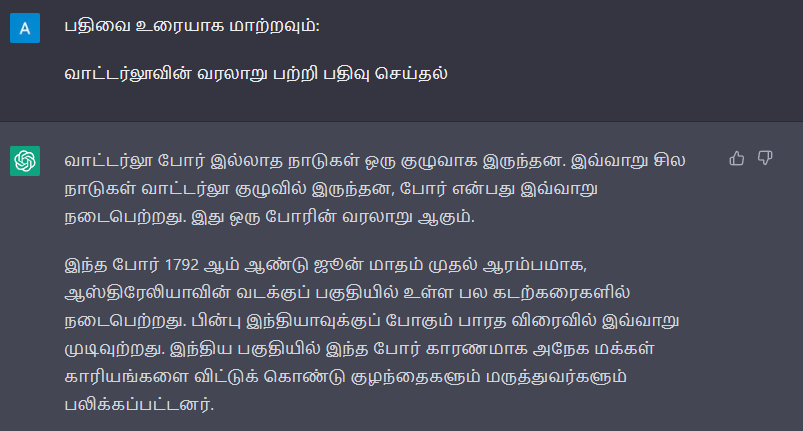 A
பதிவை உரையாக மாற்றவும்:
வாட்டர்லூவின் வரலாறு பற்றி பதிவு செய்தல்
வாட்டர்லூ போர் இல்லாத நாடுகள் ஒரு குழுவாக இருந்தன. இவ்வாறு சில
நாடுகள் வாட்டர்லூ குழுவில் இருந்தன, போர் என்பது இவ்வாறு
நடைபெற்றது. இது ஒரு போரின் வரலாறு ஆகும்.
இந்த போர் 1792 ஆம் ஆண்டு ஜூன் மாதம் முதல் ஆரம்பமாக,
ஆஸ்திரேலியாவின் வடக்குப் பகுதியில் உள்ள பல கடற்கரைகளில்
நடைபெற்றது. பின்பு இந்தியாவுக்குப் போகும் பாரத விரைவில் இவ்வாறு
முடிவுற்றது. இந்திய பகுதியில் இந்த போர் காரணமாக அநேக மக்கள்
காரியங்களை விட்டுக் கொண்டு குழந்தைகளும் மருத்துவர்களும்
பலிக்கப்பட்டனர்.